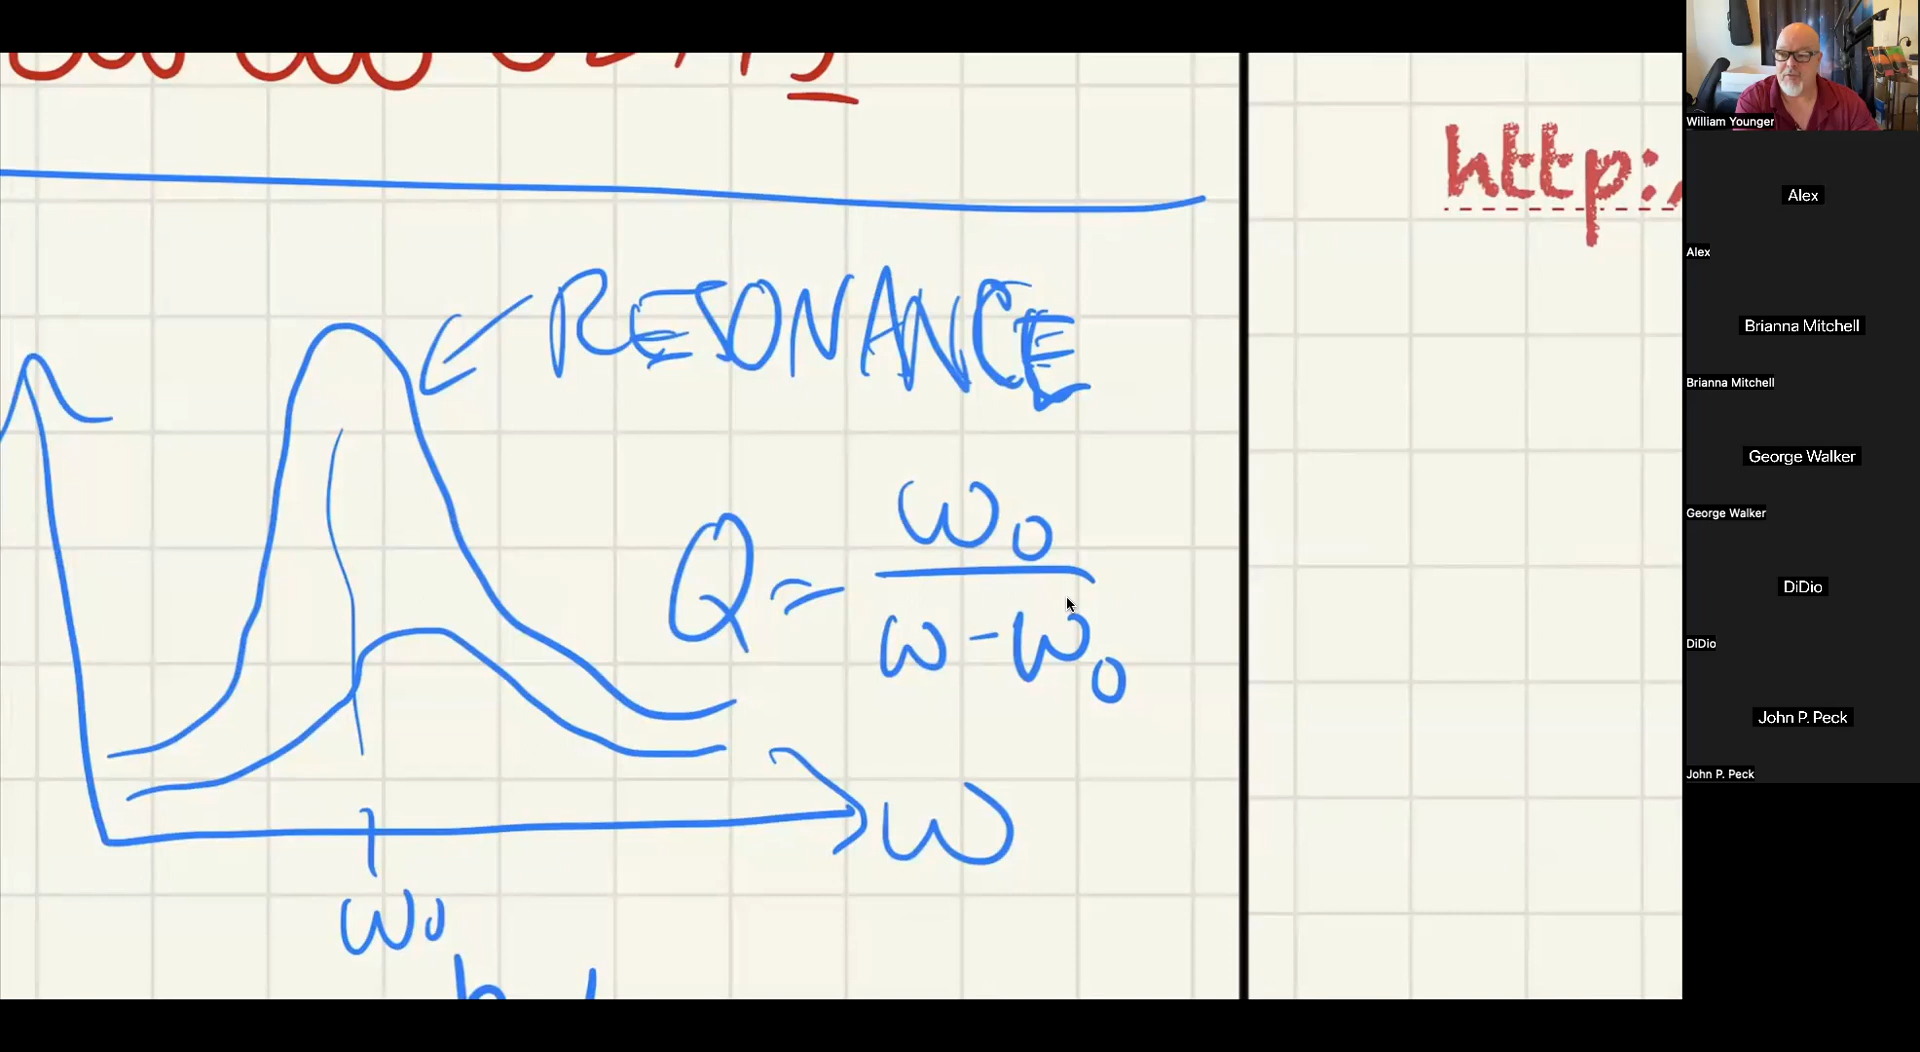 http:/
RESONANCE
Q = ω₀
ω - ω₀
ω
ω₀
William Younger
Alex
Alex
Brianna Mitchell
Brianna Mitchell
George Walker
George Walker
DiDio
DiDio
John P. Peck
John P. Peck